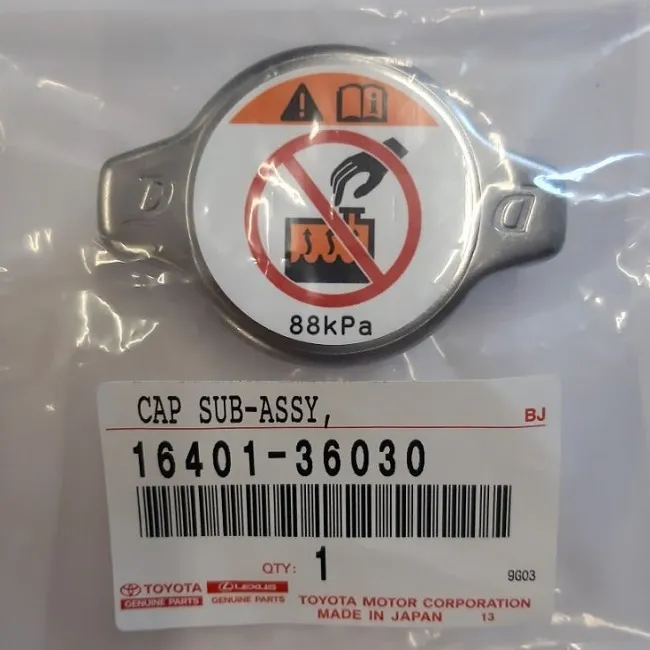 D D
88kPa
CAP SUB-ASSY,
BJ
16401-36030
QTY: 1
9G03
TOYOTA LEXUS
GENUINE PARTS GENUINE PARTS
TOYOTA MOTOR CORPORATION
MADE IN JAPAN 13